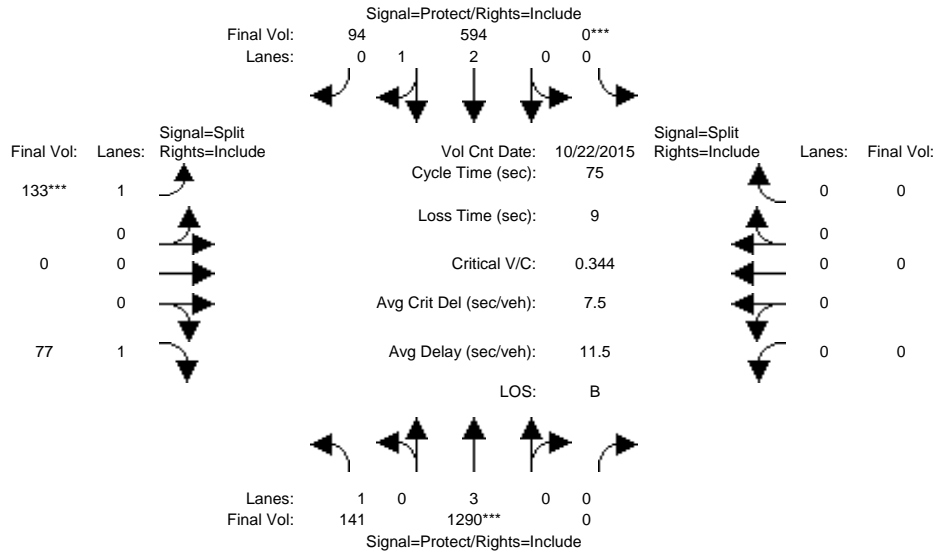 Signal=Protect/Rights=Include
Final Vol: 94 594 0***
Lanes: 0 1 2 0 0
Signal=Split Signal=Split
Final Vol: Lanes: Rights=Include Vol Cnt Date: 10/22/2015 Rights=Include Lanes: Final Vol:
Cycle Time (sec): 75
133*** 1 0 0
Loss Time (sec): 9
0 0
0 0 Critical V/C: 0.344 0 0
0 Avg Crit Del (sec/veh): 7.5 0
77 1 Avg Delay (sec/veh): 11.5 0 0
LOS: B
Lanes: 1 0 3 0 0
Final Vol: 141 1290*** 0
Signal=Protect/Rights=Include